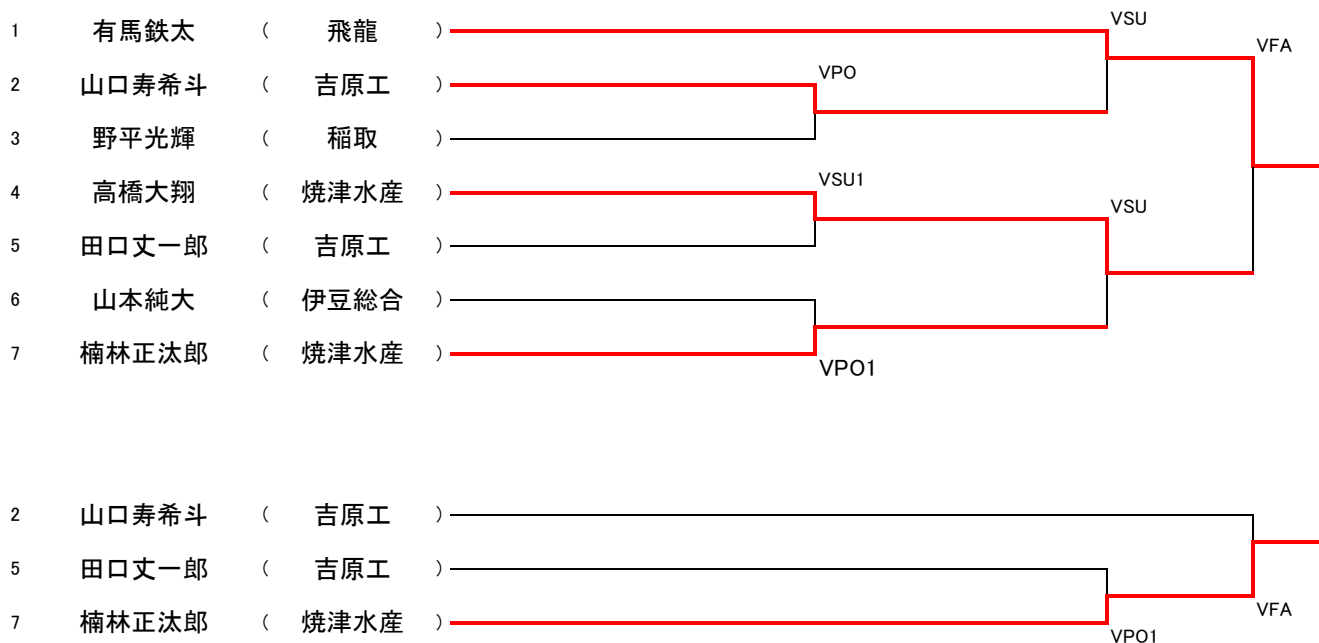 VSU
1 有馬鉄太 ( 飛龍 )
VFA
2 山口寿希斗 ( 吉原工 ) VPO
3 野平光輝 ( 稲取 )
4 高橋大翔 ( 焼津水産 ) VSU1
VSU
5 田口丈一郎 ( 吉原工 )
6 山本純大 ( 伊豆総合 )
7 楠林正汰郎 ( 焼津水産 )
VPO1
2 山口寿希斗 ( 吉原工 )
5 田口丈一郎 ( 吉原工 )
VFA
7 楠林正汰郎 ( 焼津水産 )
VPO1